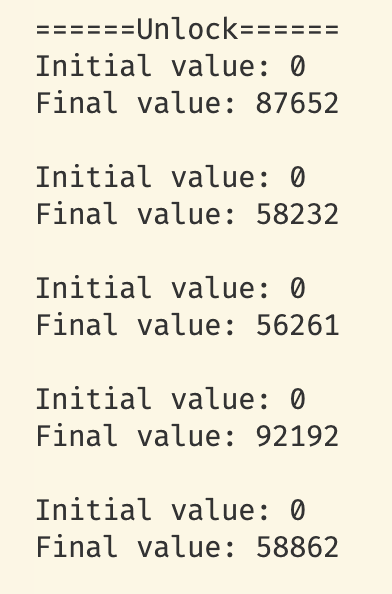 ======Unlock======
Initial value: 0
Final value: 87652
Initial value: 0
Final value: 58232
Initial value: 0
Final value: 56261
Initial value: 0
Final value: 92192
Initial value: 0
Final value: 58862